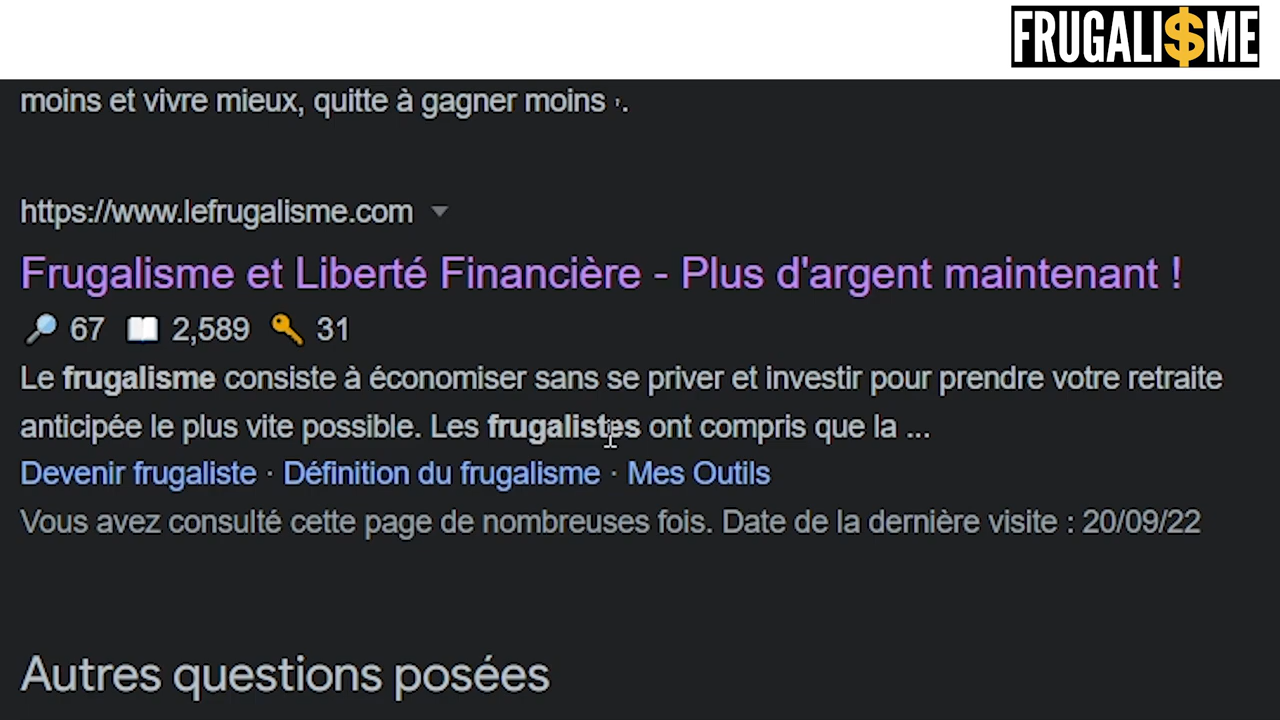 FRUGALI$ME
moins et vivre mieux, quitte à gagner moins ·.
https://www.lefrugalisme.com
Frugalisme et Liberté Financière - Plus d'argent maintenant !
67 2,589 31
Le frugalisme consiste à économiser sans se priver et investir pour prendre votre retraite
anticipée le plus vite possible. Les frugalistes ont compris que la ...
Devenir frugaliste · Définition du frugalisme · Mes Outils
Vous avez consulté cette page de nombreuses fois. Date de la dernière visite : 20/09/22
Autres questions posées